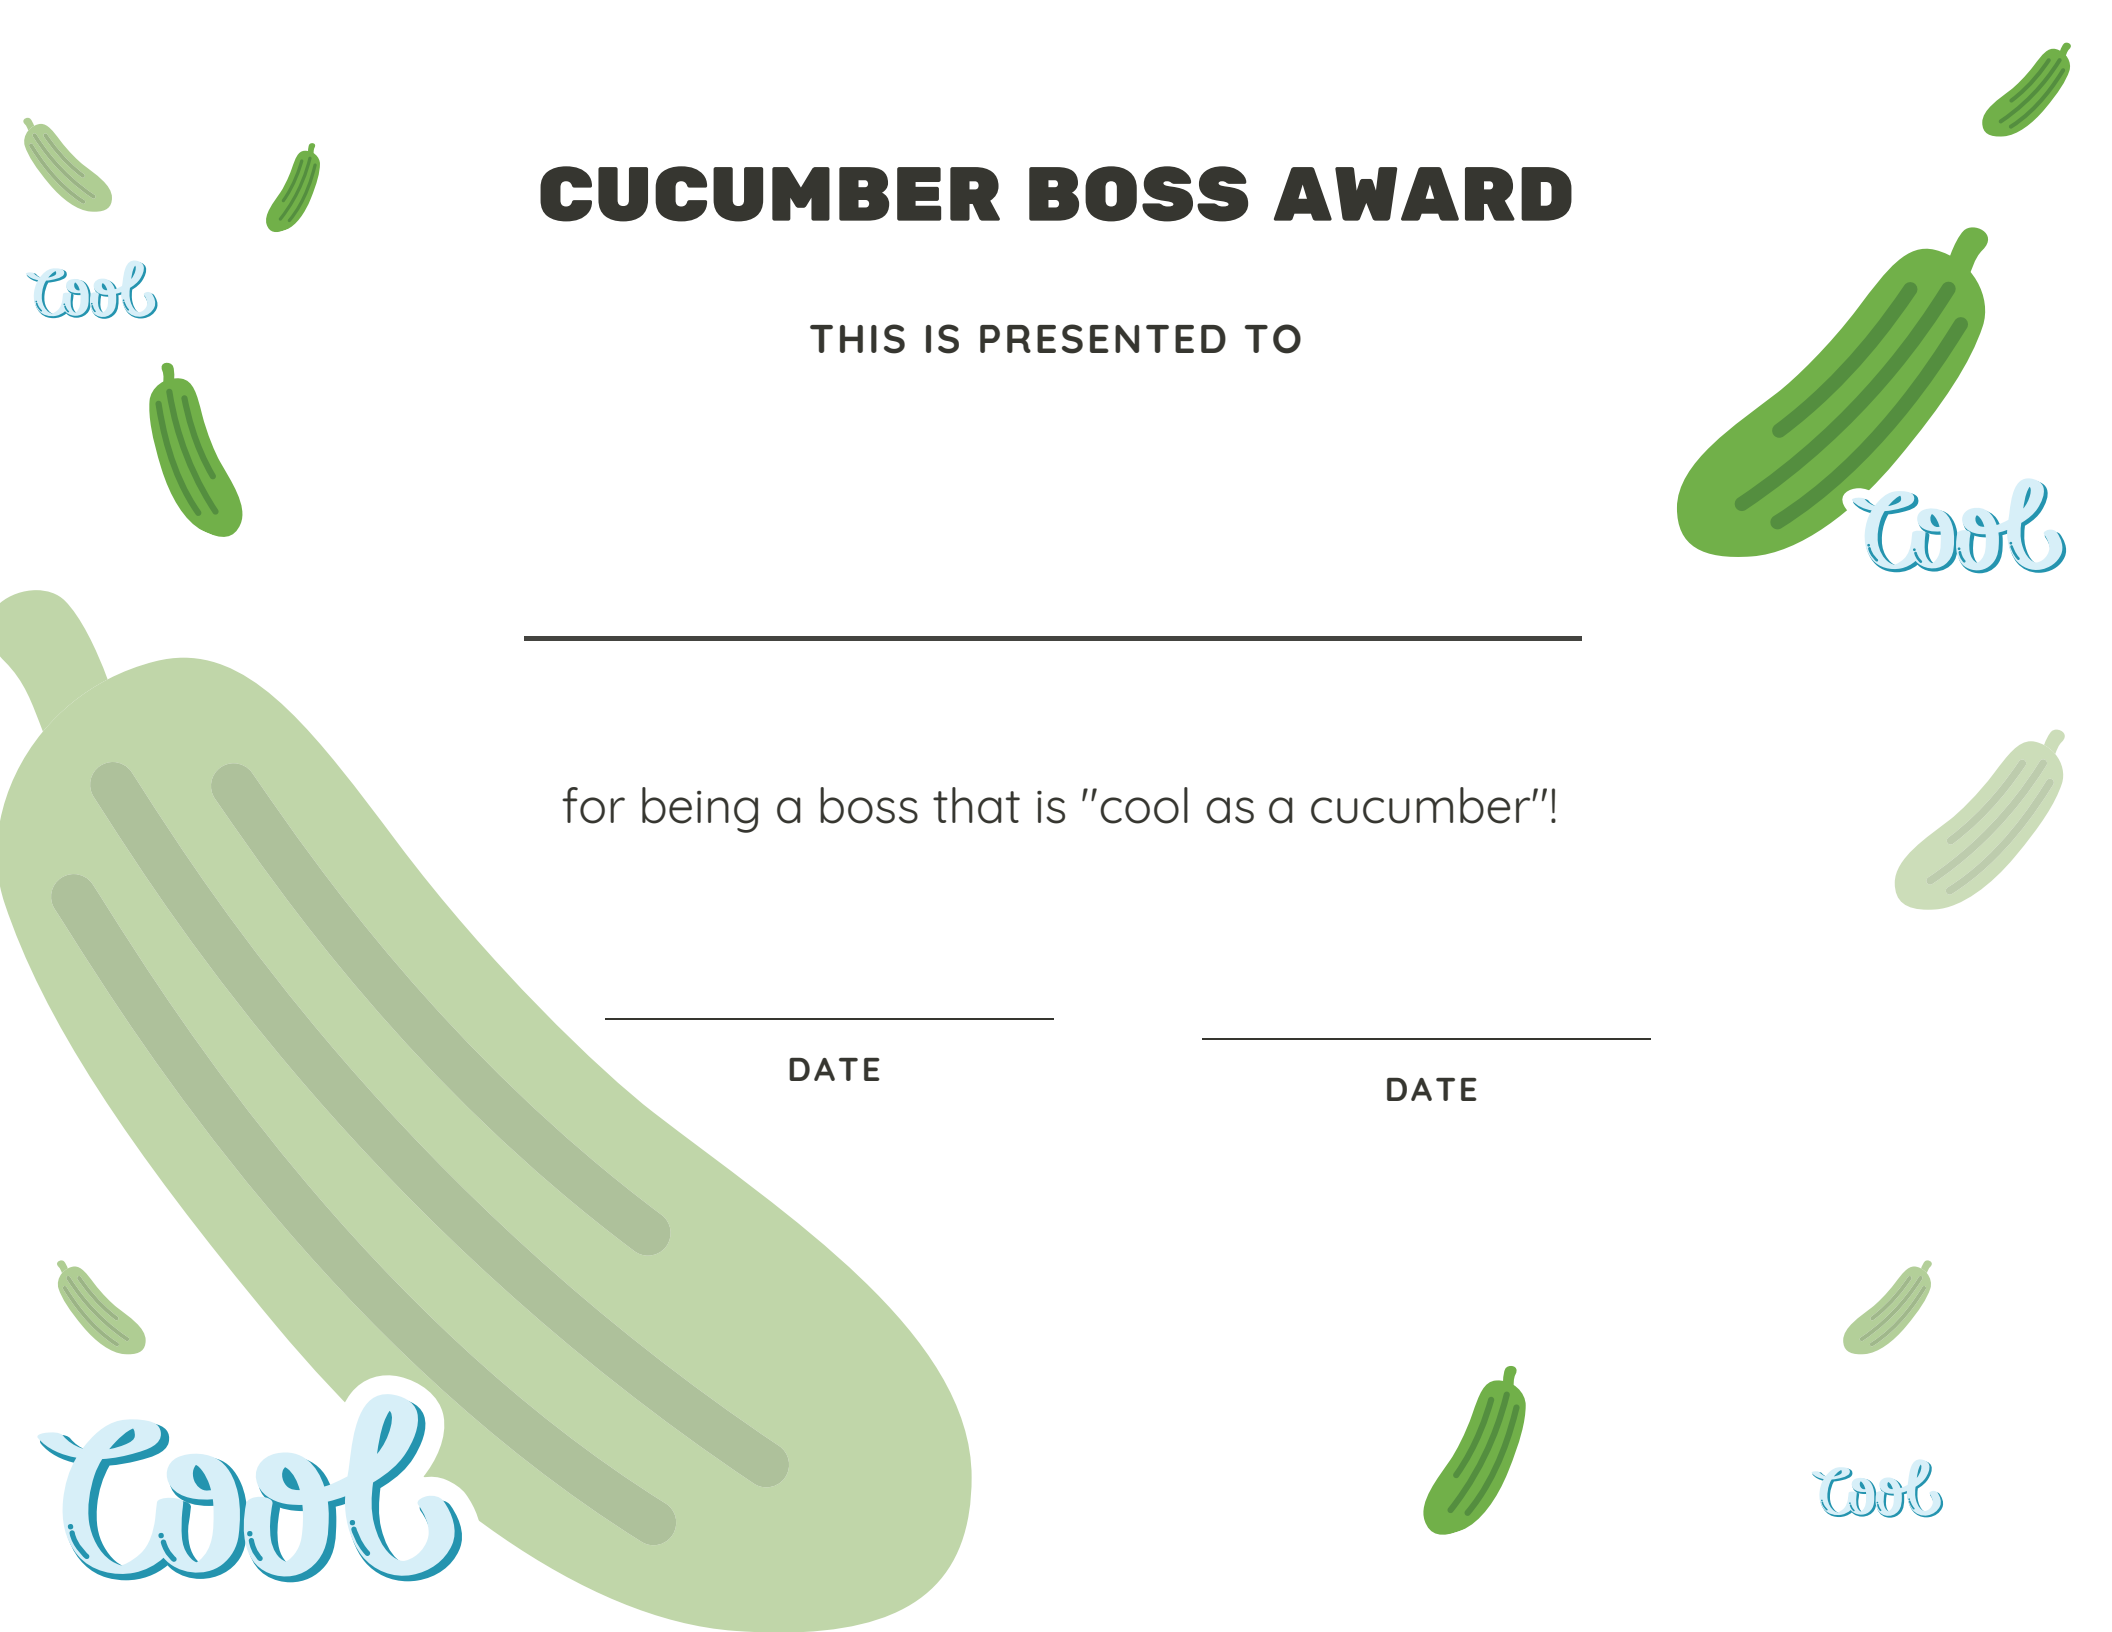 CUCUMBER BOSS AWARD
Cool
THIS IS PRESENTED TO
Cool
for being a boss that is "cool as a cucumber"!
DATE
DATE
Cool
Cool